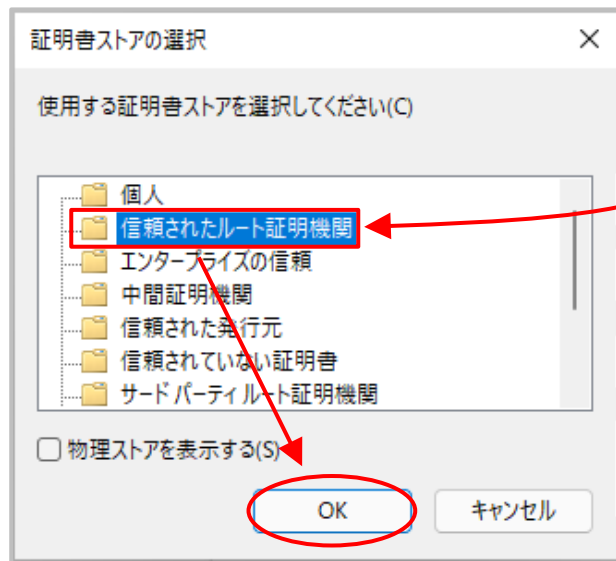 証明書ストアの選択
使用する証明書ストアを選択してください(C)
個人
信頼されたルート証明機関
エンタープライズの信頼
中間証明機関
信頼された発行元
信頼されていない証明書
サード パーティ ルート証明機関
物理ストアを表示する(S)
OK キャンセル